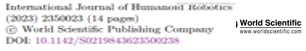 International Journal of Humanoid Robotics
(2023) 2350023 (14 pages)
© World Scientific Publishing Company
DOI: 10.1142/S0219843623500238
World Scientific
www.worldscientific.com